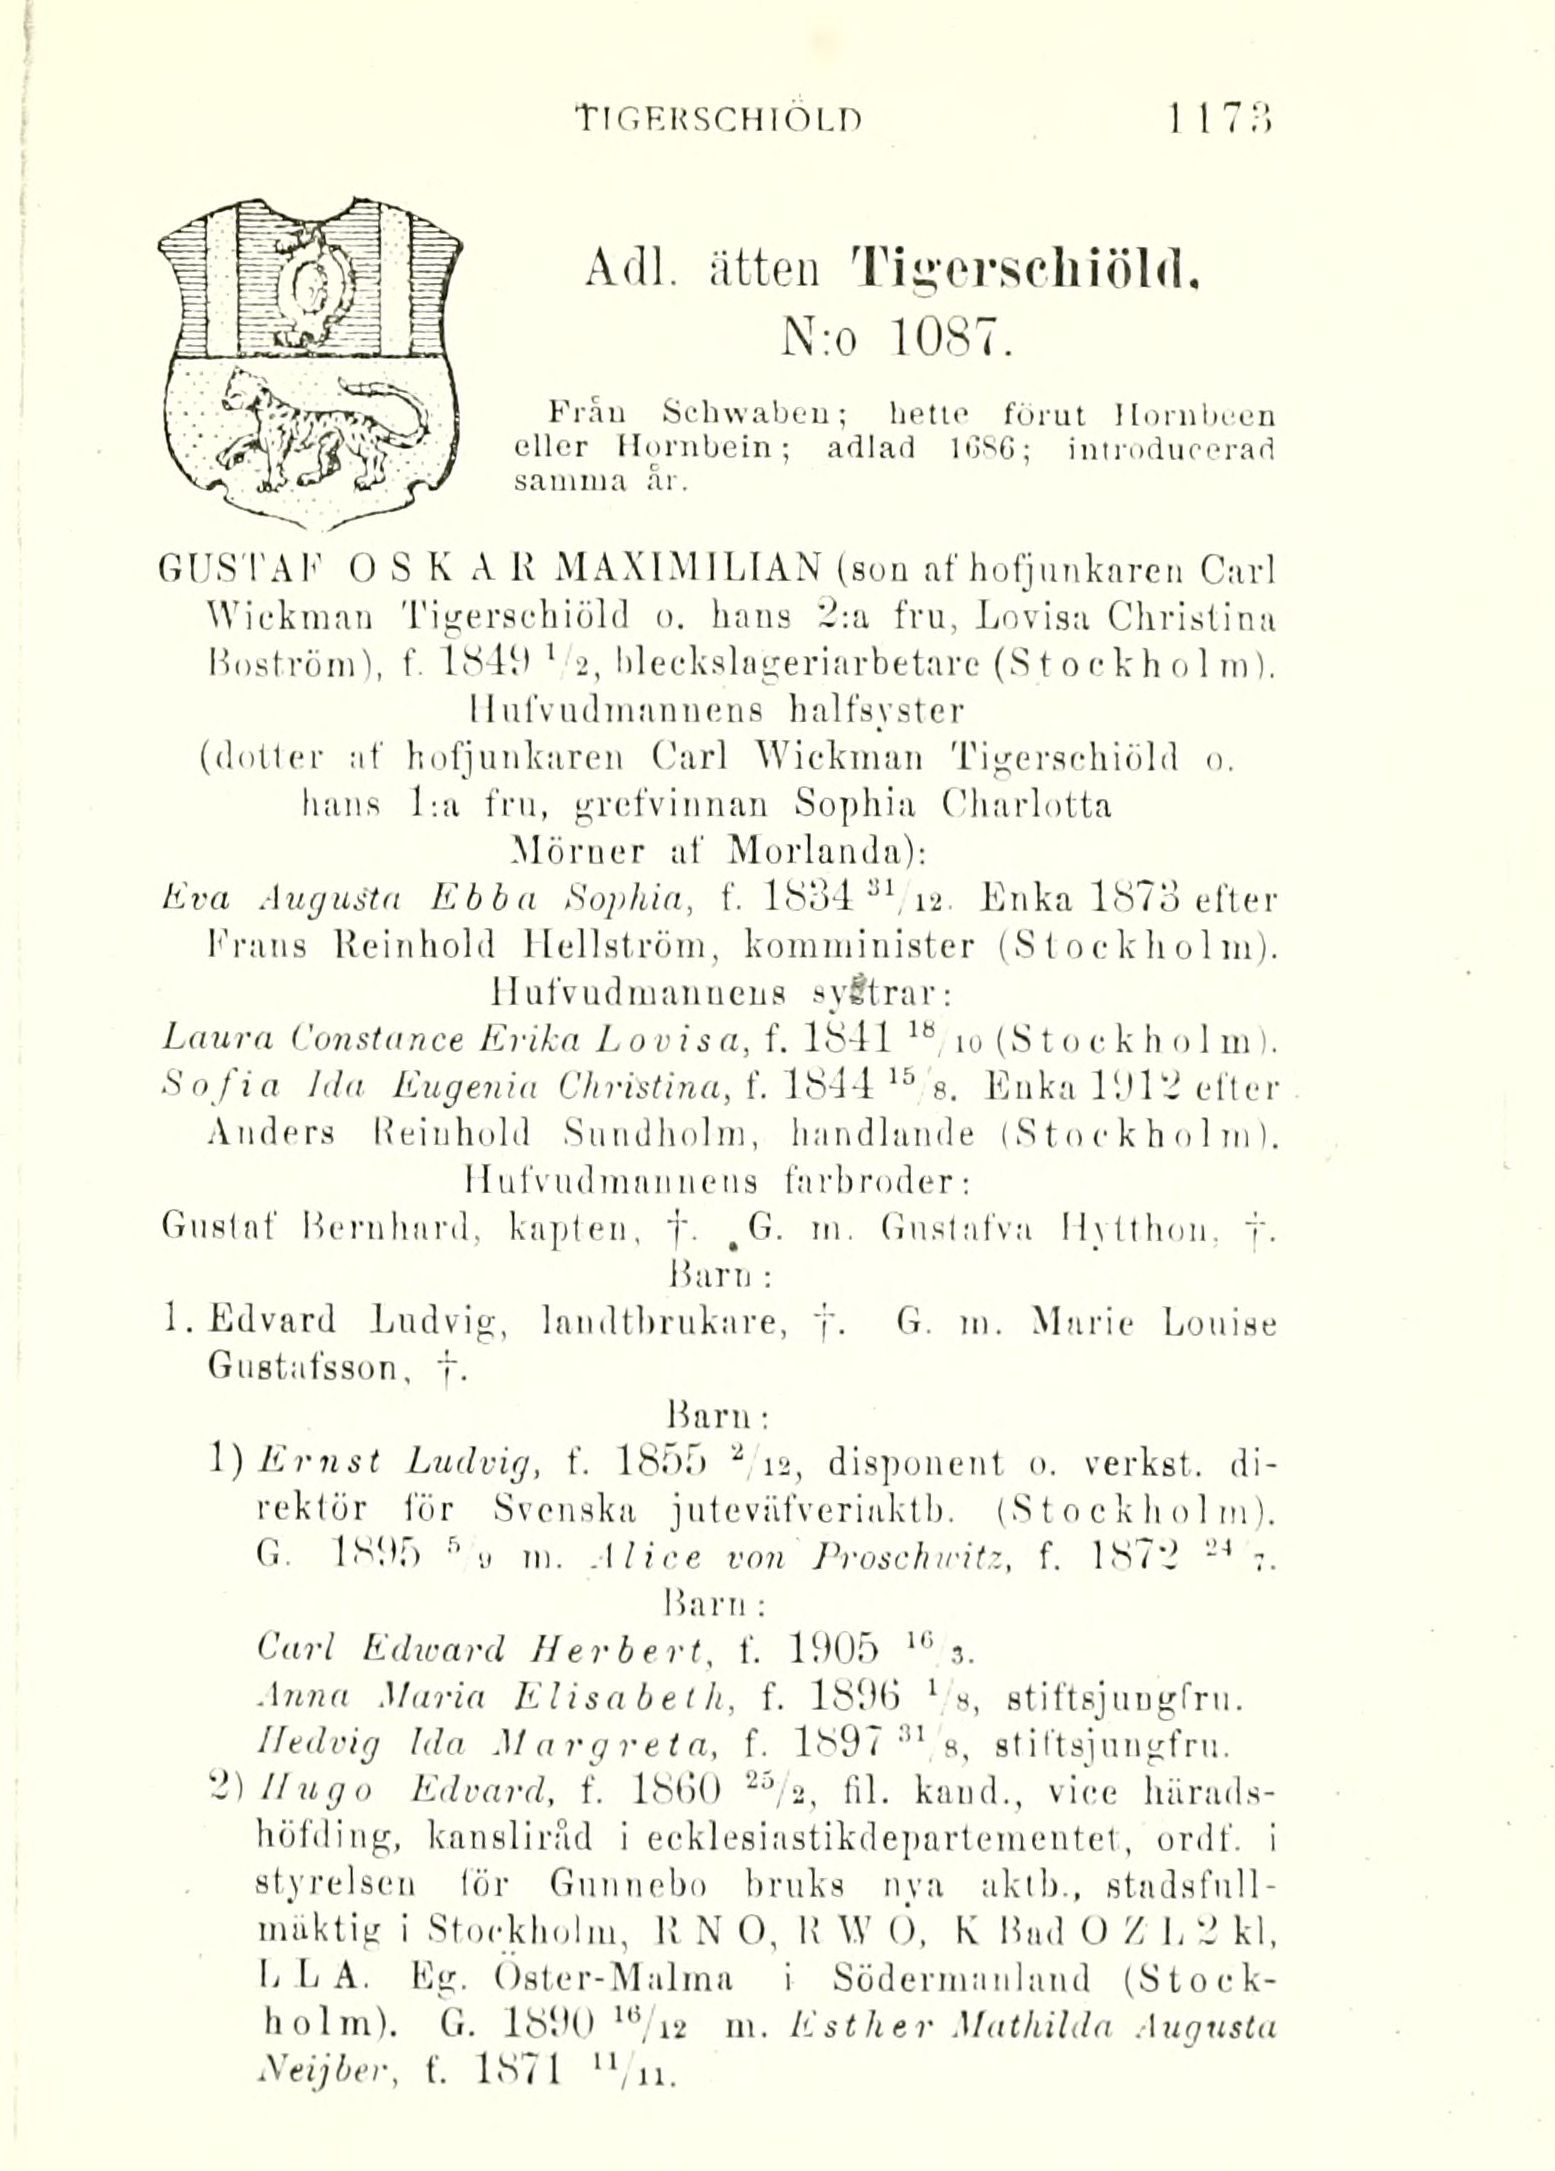 TIGERSCHIÖLD 1173
Adl. ätten Tigerschiöld.
N:o 1087.
Från Schwaben; hette förut Hornbeen
eller Hornbein; adlad 1686; introducerad
samma år.
GUSTAF OSKAR MAXIMILIAN (son af hofjunkaren Carl
Wickman Tigerschiöld o. hans 2:a fru, Lovisa Christina
Boström), f. 1849 1/2, bleckslageriarbetare (Stockholm).
Hufvudmannens halfsyster
(dotter af hofjunkaren Carl Wickman Tigerschiöld o.
hans 1:a fru, grefvinnan Sophia Charlotta
Mörner af Morlanda):
Eva Augusta Ebba Sophia, f. 1834 31/12. Enka 1873 efter
Frans Reinhold Hellström, komminister (Stockholm).
Hufvudmannens systrar:
Laura Constance Erika Lovisa, f. 1841 18/10 (Stockholm).
Sofia Ida Eugenia Christina, f. 1844 15/8. Enka 1912 efter
Anders Reinhold Sundholm, handlande (Stockholm).
Hufvudmannens farbroder:
Gustaf Bernhard, kapten, †. G. m. Gustafva Hytthon, †.
Barn:
1. Edvard Ludvig, landtbrukare, †. G. m. Marie Louise
Gustafsson, †.
Barn:
1) Ernst Ludvig, f. 1855 2/12, disponent o. verkst. di-
rektör för Svenska juteväfveriaktb. (Stockholm).
G. 1895 5/9 m. Alice von Proschwitz, f. 1872 24/7.
Barn:
Carl Edward Herbert, f. 1905 16/3.
Anna Maria Elisabeth, f. 1896 1/8, stiftsjungfru.
Hedvig Ida Margreta, f. 1897 31/8, stiftsjungfru.
2) Hugo Edvard, f. 1860 25/2, fil. kand., vice härads-
höfding, kansliråd i ecklesiastikdepartementet, ordf. i
styrelsen för Gunnebo bruks nya aktb., stadsfull-
mäktig i Stockholm, R N O, R W O, K Bad O Z L 2 kl,
L L A. Eg. Öster-Malma i Södermanland (Stock-
holm). G. 1890 16/12 m. Esther Mathilda Augusta
Neijber, f. 1871 11/11.